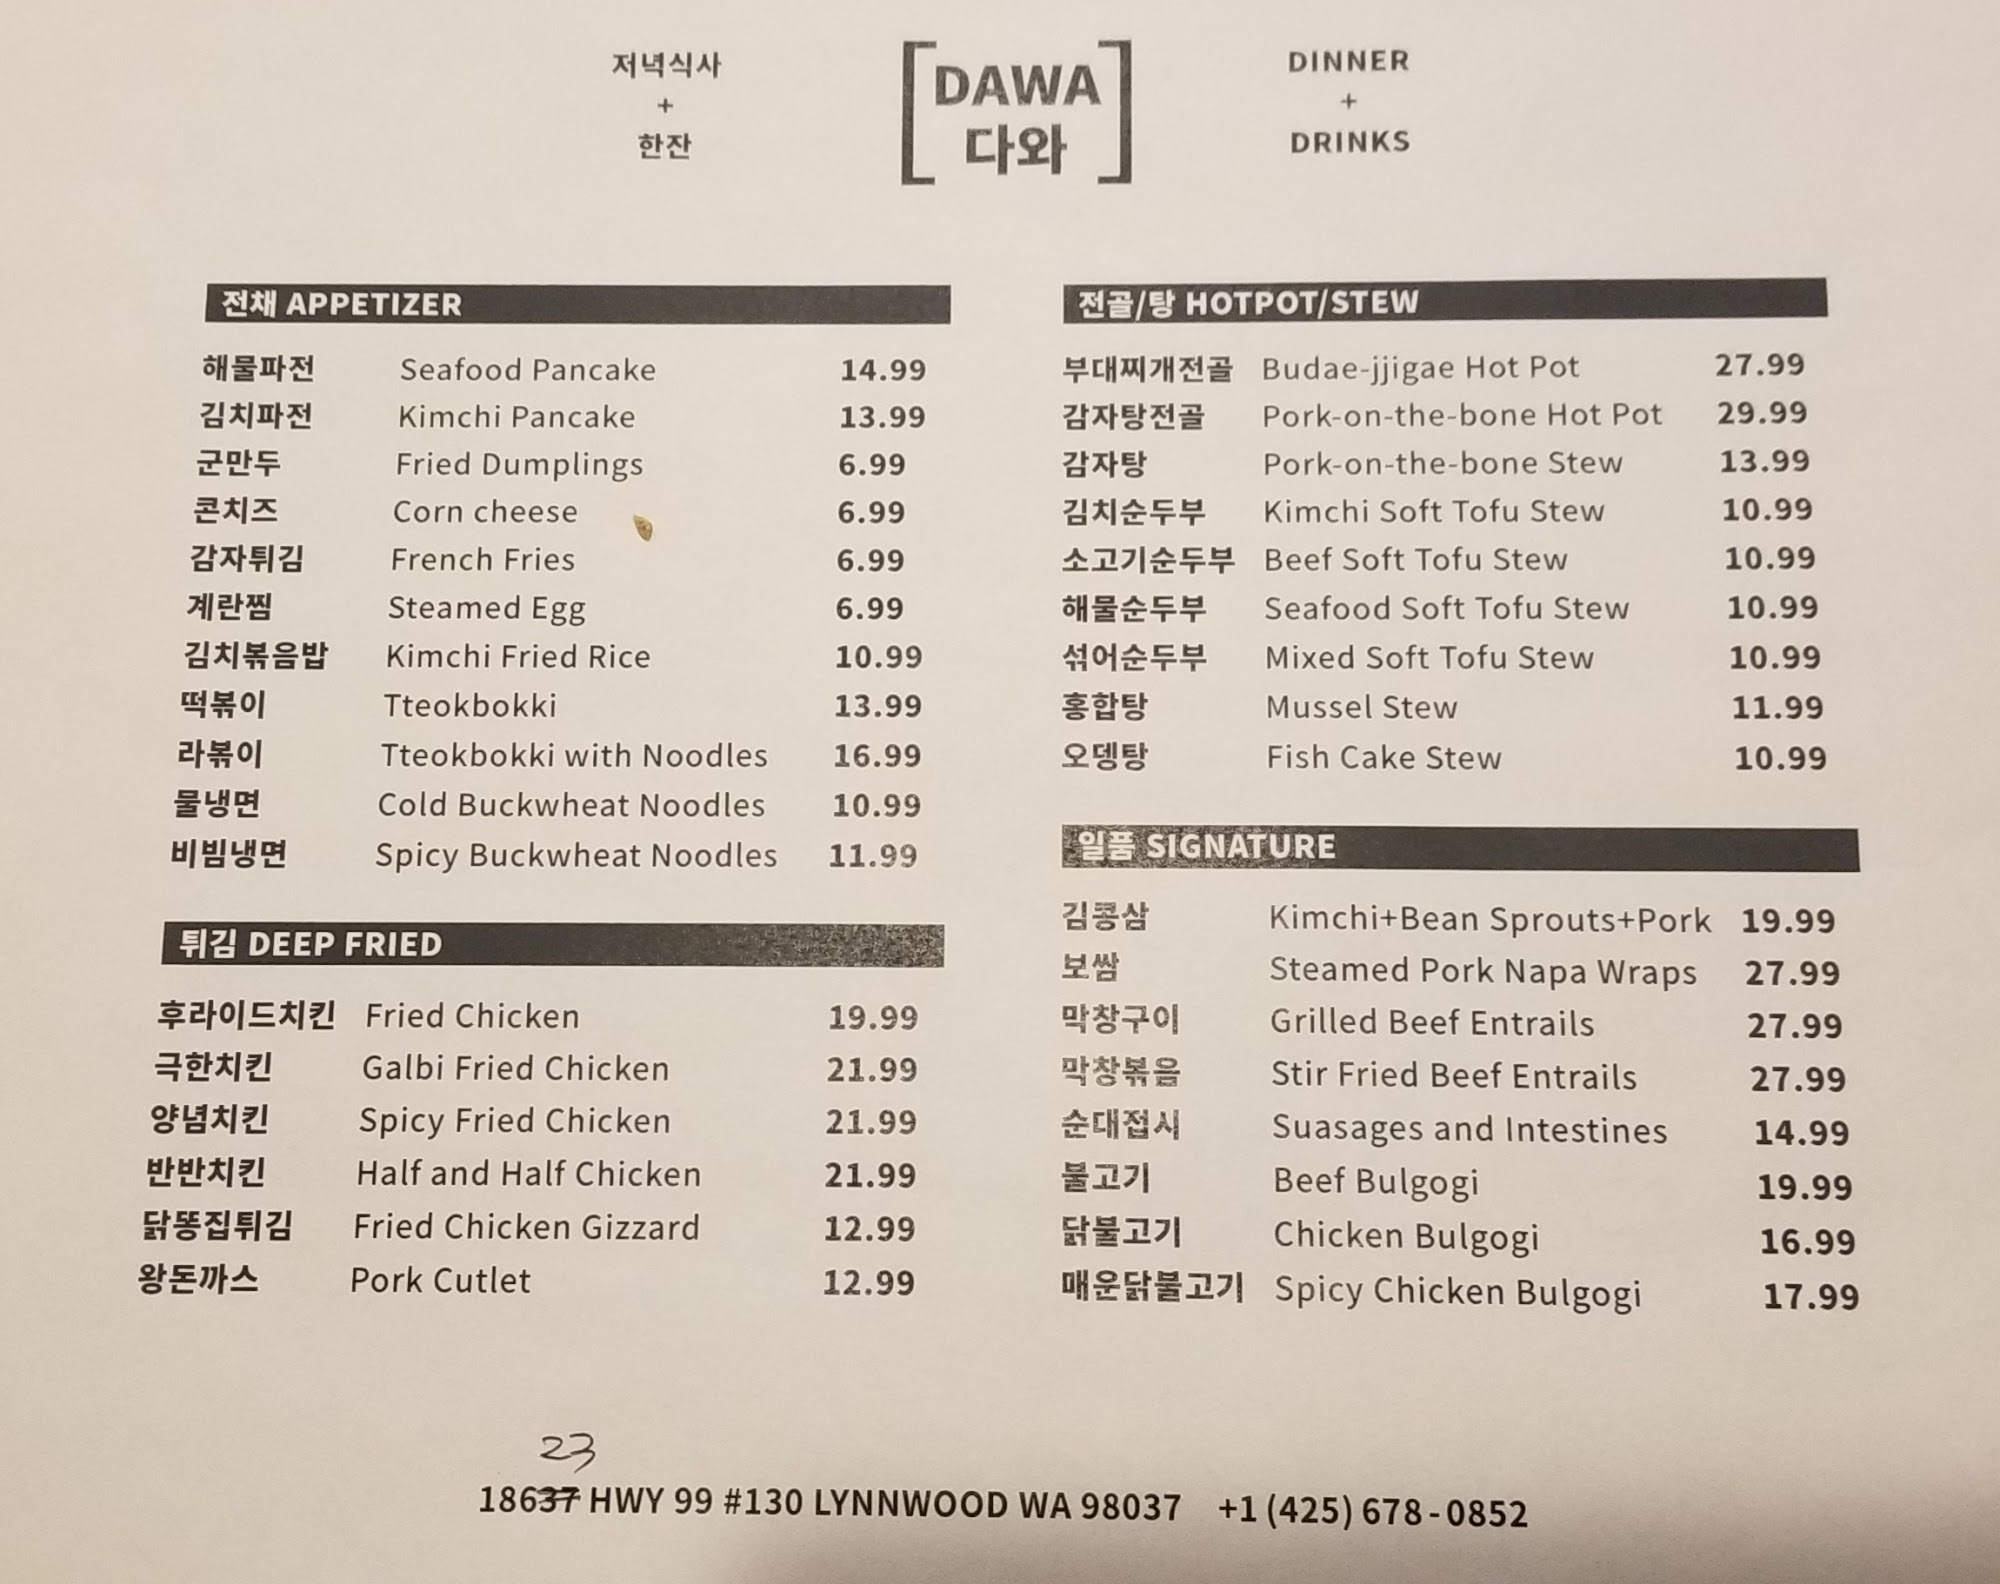 저녁식사
+
한잔
[DAWA
다와]
DINNER
+
DRINKS
전채 APPETIZER
해물파전 Seafood Pancake 14.99
김치파전 Kimchi Pancake 13.99
군만두 Fried Dumplings 6.99
콘치즈 Corn cheese 6.99
감자튀김 French Fries 6.99
계란찜 Steamed Egg 6.99
김치볶음밥 Kimchi Fried Rice 10.99
떡볶이 Tteokbokki 13.99
라볶이 Tteokbokki with Noodles 16.99
물냉면 Cold Buckwheat Noodles 10.99
비빔냉면 Spicy Buckwheat Noodles 11.99
튀김 DEEP FRIED
후라이드치킨 Fried Chicken 19.99
극한치킨 Galbi Fried Chicken 21.99
양념치킨 Spicy Fried Chicken 21.99
반반치킨 Half and Half Chicken 21.99
닭똥집튀김 Fried Chicken Gizzard 12.99
왕돈까스 Pork Cutlet 12.99
전골/탕 HOTPOT/STEW
부대찌개전골 Budae-jjigae Hot Pot 27.99
감자탕전골 Pork-on-the-bone Hot Pot 29.99
감자탕 Pork-on-the-bone Stew 13.99
김치순두부 Kimchi Soft Tofu Stew 10.99
소고기순두부 Beef Soft Tofu Stew 10.99
해물순두부 Seafood Soft Tofu Stew 10.99
섞어순두부 Mixed Soft Tofu Stew 10.99
홍합탕 Mussel Stew 11.99
오뎅탕 Fish Cake Stew 10.99
일품 SIGNATURE
김콩삼 Kimchi+Bean Sprouts+Pork 19.99
보쌈 Steamed Pork Napa Wraps 27.99
막창구이 Grilled Beef Entrails 27.99
막창볶음 Stir Fried Beef Entrails 27.99
순대접시 Suasages and Intestines 14.99
불고기 Beef Bulgogi 19.99
닭불고기 Chicken Bulgogi 16.99
매운닭불고기 Spicy Chicken Bulgogi 17.99
23
18637 HWY 99 #130 LYNNWOOD WA 98037 +1 (425) 678-0852